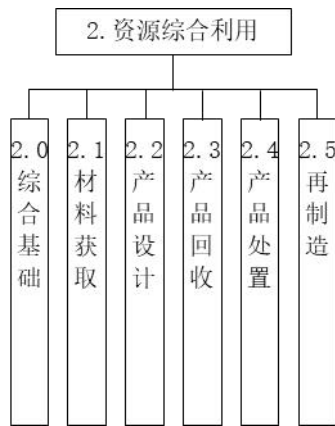 2.资源综合利用
2.0综合基础
2.1材料获取
2.2产品设计
2.3产品回收
2.4产品处置
2.5再制造